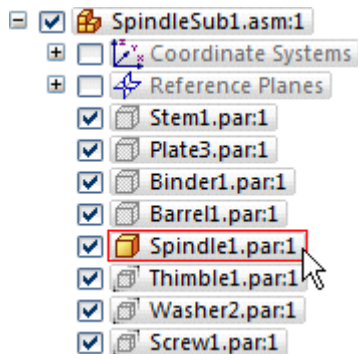 SpindleSub1.asm:1
Coordinate Systems
Reference Planes
Stem1.par:1
Plate3.par:1
Binder1.par:1
Barrel1.par:1
Spindle1.par:1
Thimble1.par:1
Washer2.par:1
Screw1.par:1